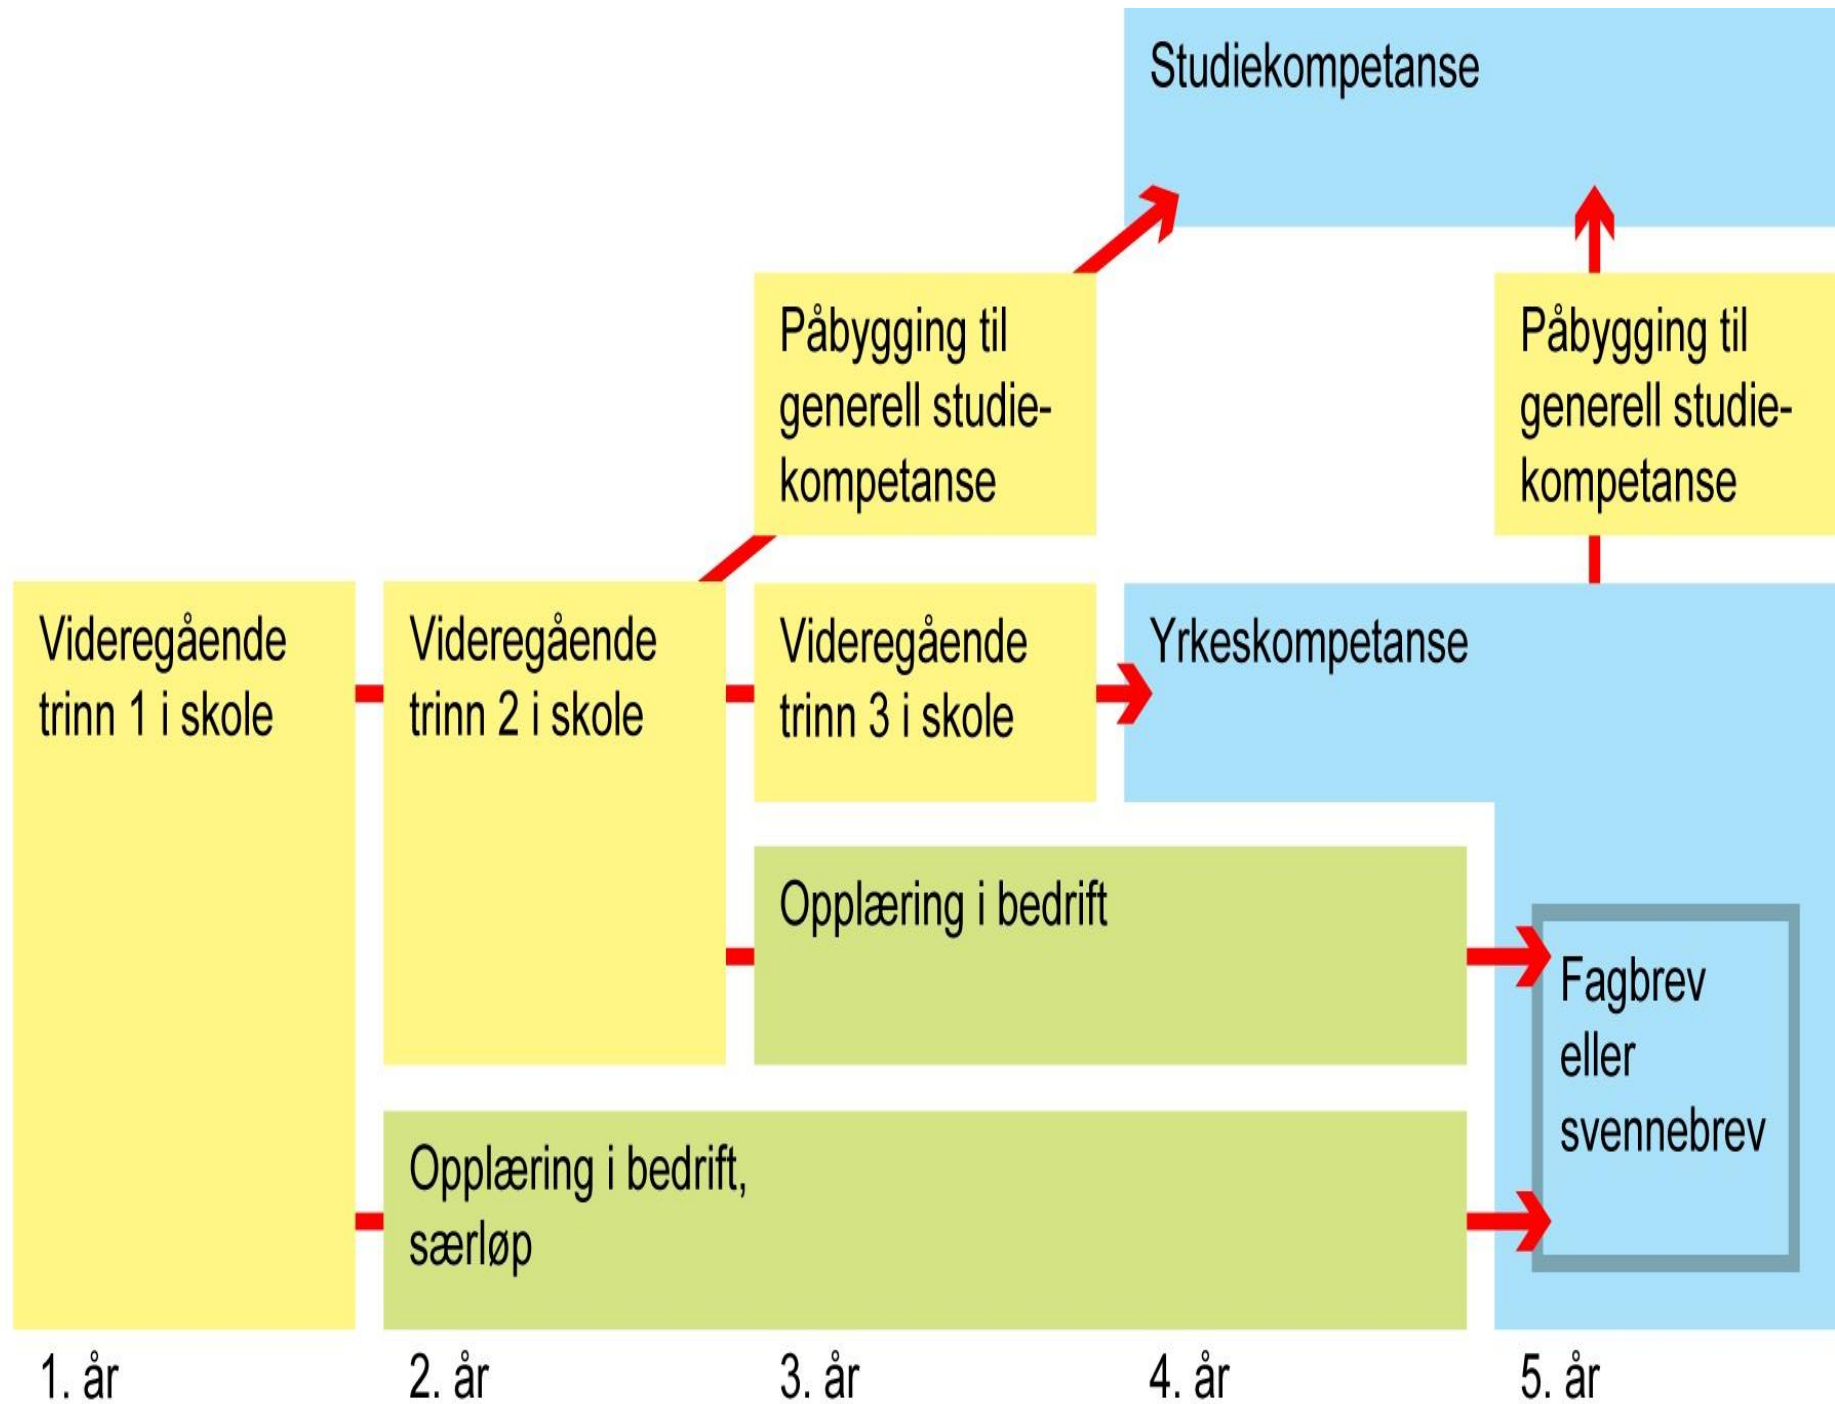 Studiekompetanse
Påbygging til
generell studie-
kompetanse
Påbygging til
generell studie-
kompetanse
Videregående
trinn 1 i skole
Videregående
trinn 2 i skole
Videregående
trinn 3 i skole
Yrkeskompetanse
Opplæring i bedrift
Fagbrev
eller
svennebrev
Opplæring i bedrift,
særløp
1. år
2. år
3. år
4. år
5. år